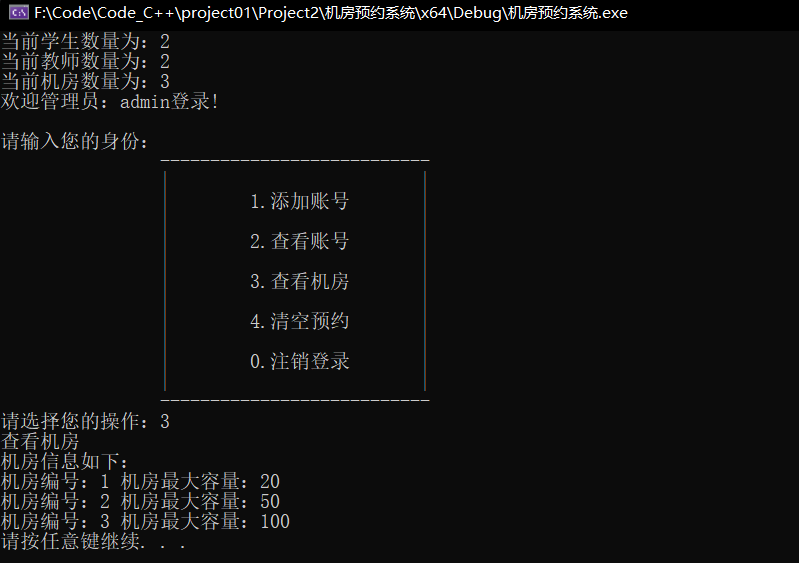 F:\Code\Code_C++\project01\Project2\机房预约系统\x64\Debug\机房预约系统.exe
当前学生数量为：2
当前教师数量为：2
当前机房数量为：3
欢迎管理员：admin登录！
请输入您的身份：
1.添加账号
2.查看账号
3.查看机房
4.清空预约
0.注销登录
请选择您的操作：3
查看机房
机房信息如下：
机房编号：1 机房最大容量：20
机房编号：2 机房最大容量：50
机房编号：3 机房最大容量：100
请按任意键继续. . .